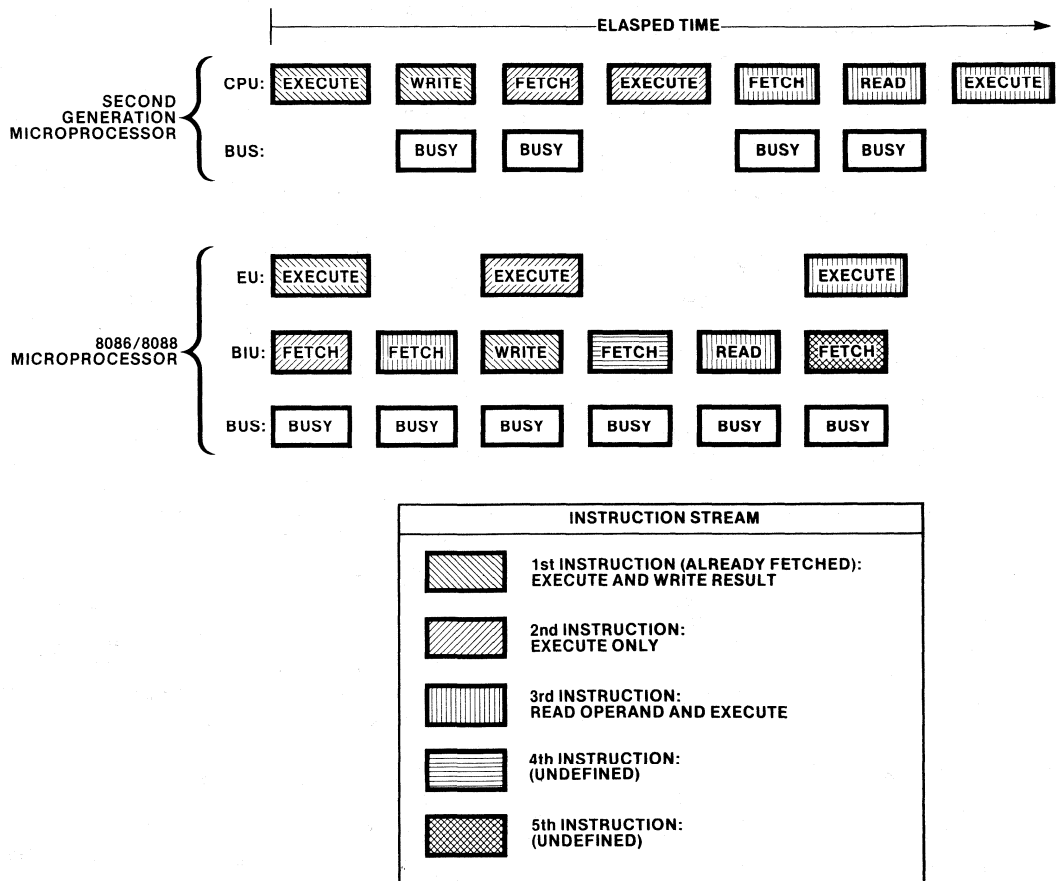 ELASPED TIME
SECOND
GENERATION
MICROPROCESSOR
CPU: EXECUTE WRITE FETCH EXECUTE FETCH READ EXECUTE
BUS: BUSY BUSY BUSY BUSY
8086/8088
MICROPROCESSOR
EU: EXECUTE EXECUTE EXECUTE
BIU: FETCH FETCH WRITE FETCH READ FETCH
BUS: BUSY BUSY BUSY BUSY BUSY BUSY
INSTRUCTION STREAM
1st INSTRUCTION (ALREADY FETCHED):
EXECUTE AND WRITE RESULT
2nd INSTRUCTION:
EXECUTE ONLY
3rd INSTRUCTION:
READ OPERAND AND EXECUTE
4th INSTRUCTION:
(UNDEFINED)
5th INSTRUCTION:
(UNDEFINED)